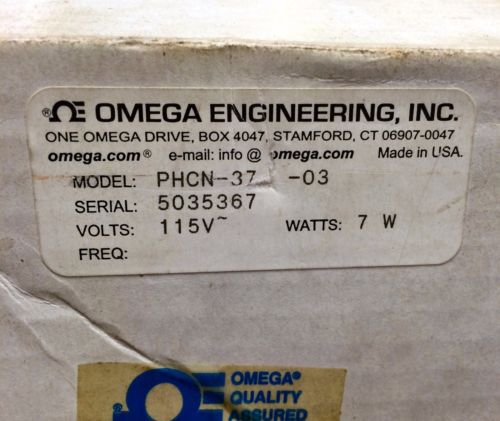 ®ΩE OMEGA ENGINEERING, INC.
ONE OMEGA DRIVE, BOX 4047, STAMFORD, CT 06907-0047
omega.com® e-mail: info@omega.com Made in USA.
MODEL: PHCN-37 -03
SERIAL: 5035367
VOLTS: 115V~ WATTS: 7 W
FREQ:
OMEGA®
QUALITY
ASSURED
®